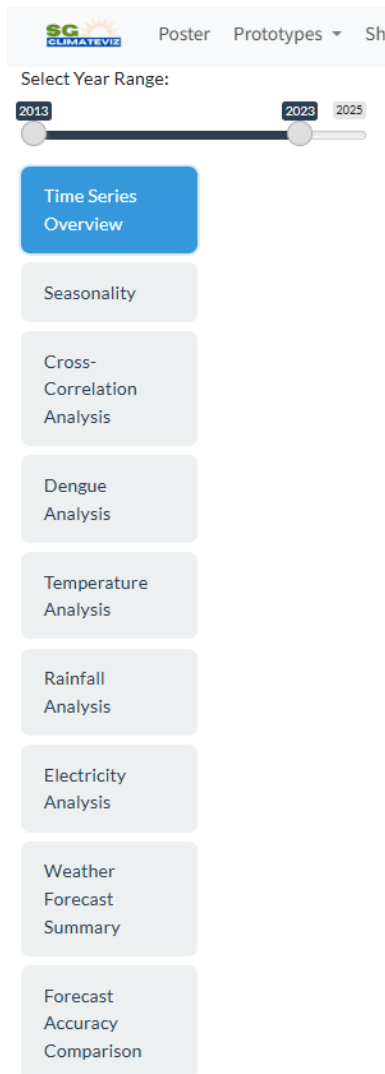 SG
CLIMATEVIZ
Poster Prototypes Sh
Select Year Range:
2013 2023 2025
Time Series
Overview
Seasonality
Cross-
Correlation
Analysis
Dengue
Analysis
Temperature
Analysis
Rainfall
Analysis
Electricity
Analysis
Weather
Forecast
Summary
Forecast
Accuracy
Comparison